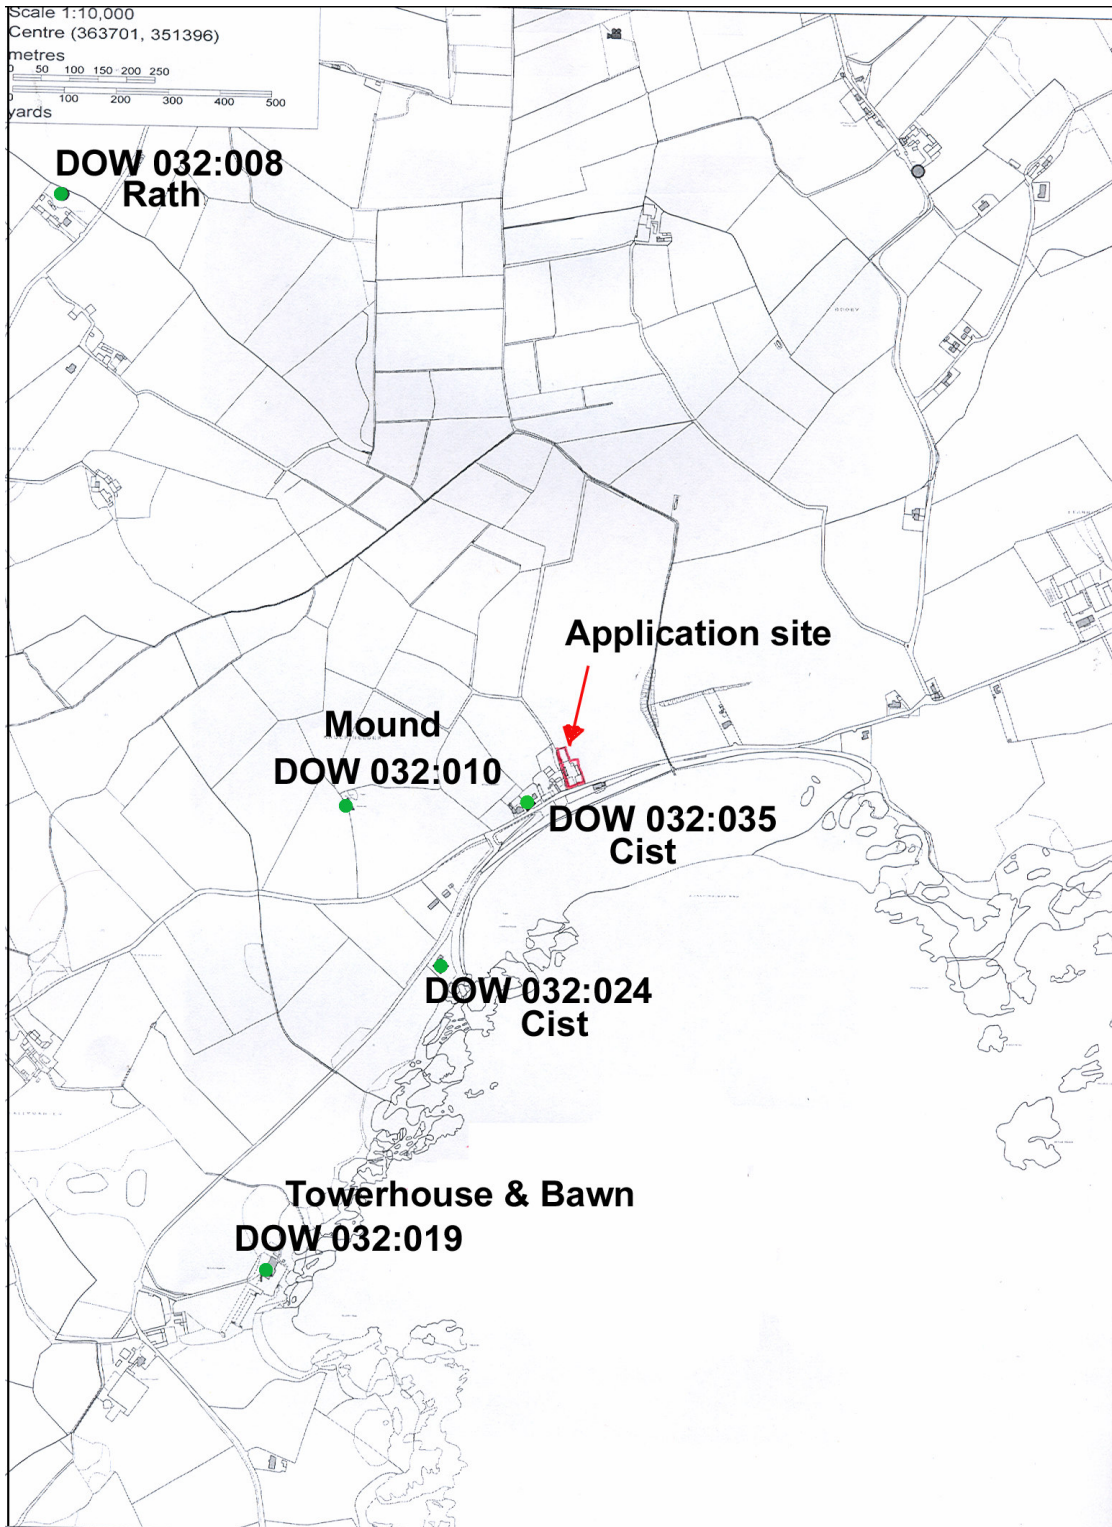 Scale 1:10,000
Centre (363701, 351396)
metres
0 50 100 150 200 250
0 100 200 300 400 500
yards
DOW 032:008
Rath
Application site
Mound
DOW 032:010
DOW 032:035
Cist
DOW 032:024
Cist
Towerhouse & Bawn
DOW 032:019